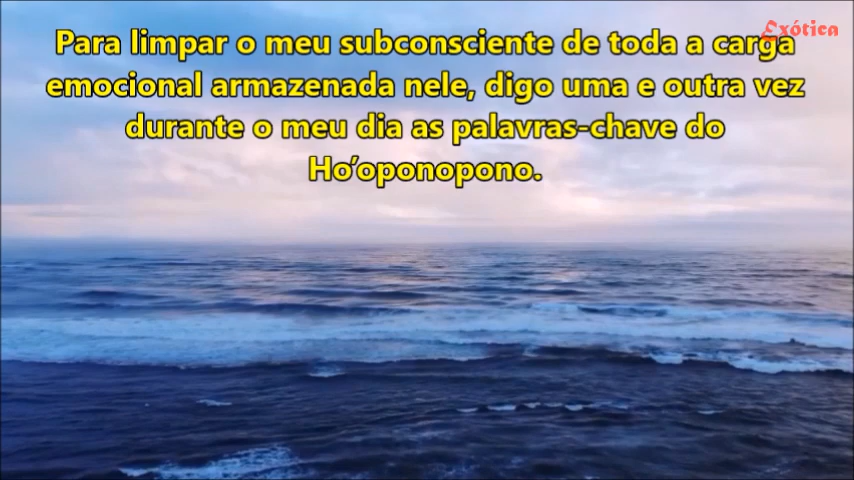 Exótica
Para limpar o meu subconsciente de toda a carga
emocional armazenada nele, digo uma e outra vez
durante o meu dia as palavras-chave do
Ho’oponopono.